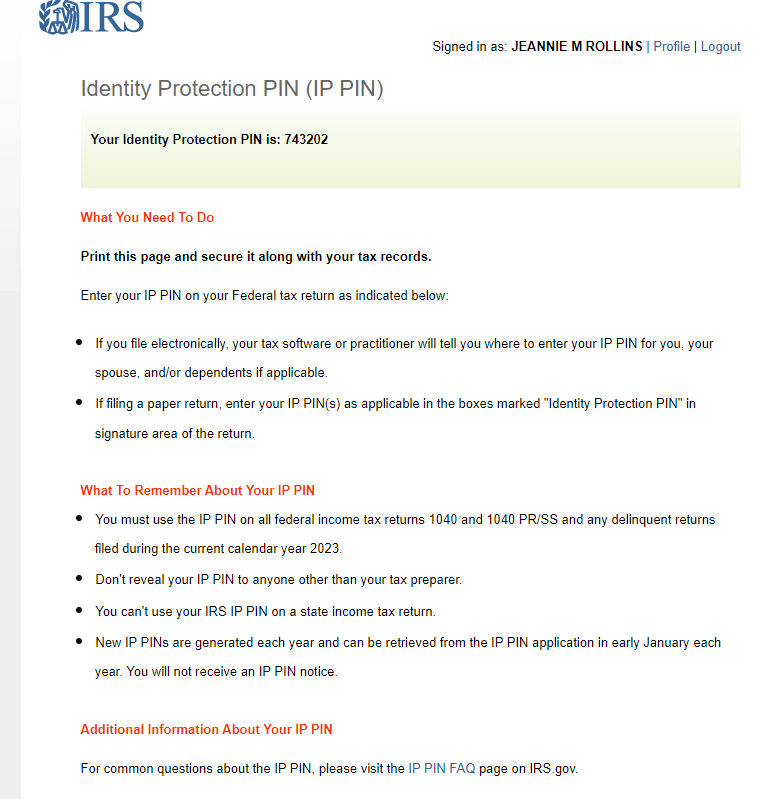 IRS
Signed in as: JEANNIE M ROLLINS | Profile | Logout
Identity Protection PIN (IP PIN)
Your Identity Protection PIN is: 743202
What You Need To Do
Print this page and secure it along with your tax records.
Enter your IP PIN on your Federal tax return as indicated below:
If you file electronically, your tax software or practitioner will tell you where to enter your IP PIN for you, your
spouse, and/or dependents if applicable.
If filing a paper return, enter your IP PIN(s) as applicable in the boxes marked "Identity Protection PIN" in
signature area of the return.
What To Remember About Your IP PIN
You must use the IP PIN on all federal income tax returns 1040 and 1040 PR/SS and any delinquent returns
filed during the current calendar year 2023.
Don't reveal your IP PIN to anyone other than your tax preparer.
You can't use your IRS IP PIN on a state income tax return.
New IP PINs are generated each year and can be retrieved from the IP PIN application in early January each
year. You will not receive an IP PIN notice.
Additional Information About Your IP PIN
For common questions about the IP PIN, please visit the IP PIN FAQ page on IRS.gov.